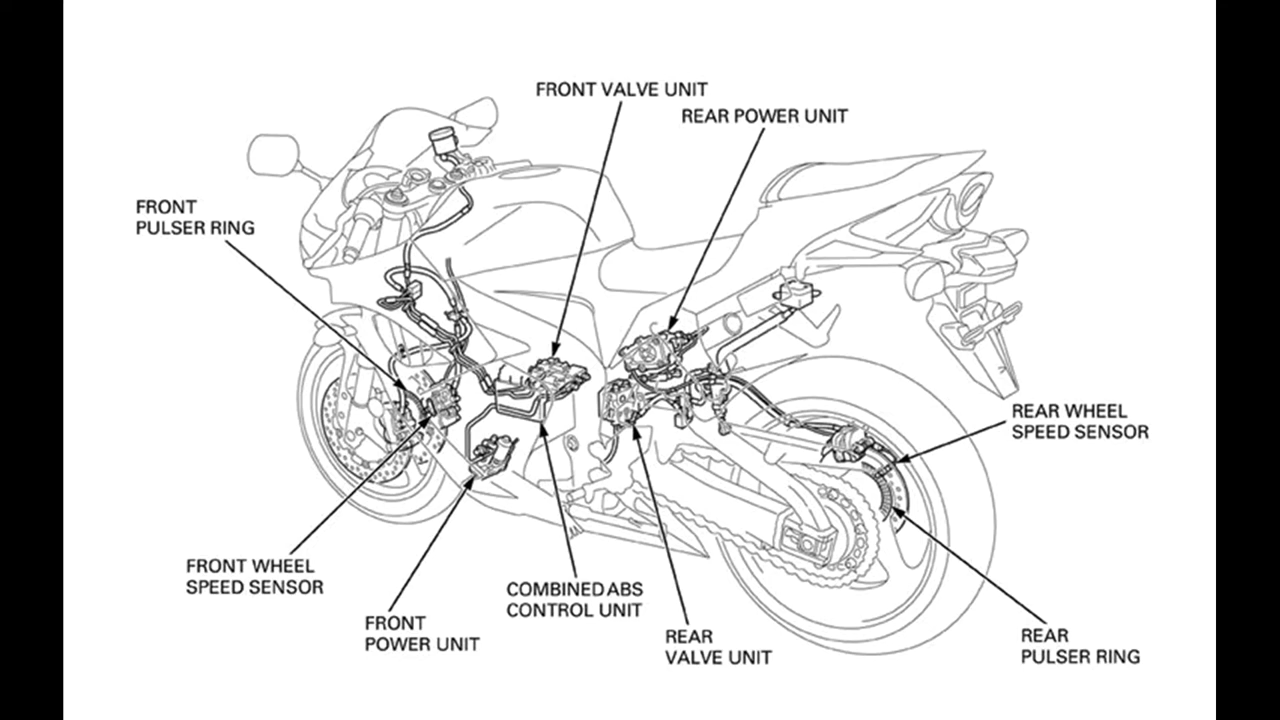 FRONT VALVE UNIT
REAR POWER UNIT
FRONT
PULSER RING
REAR WHEEL
SPEED SENSOR
FRONT WHEEL
SPEED SENSOR
COMBINED ABS
CONTROL UNIT
FRONT
POWER UNIT
REAR
VALVE UNIT
REAR
PULSER RING